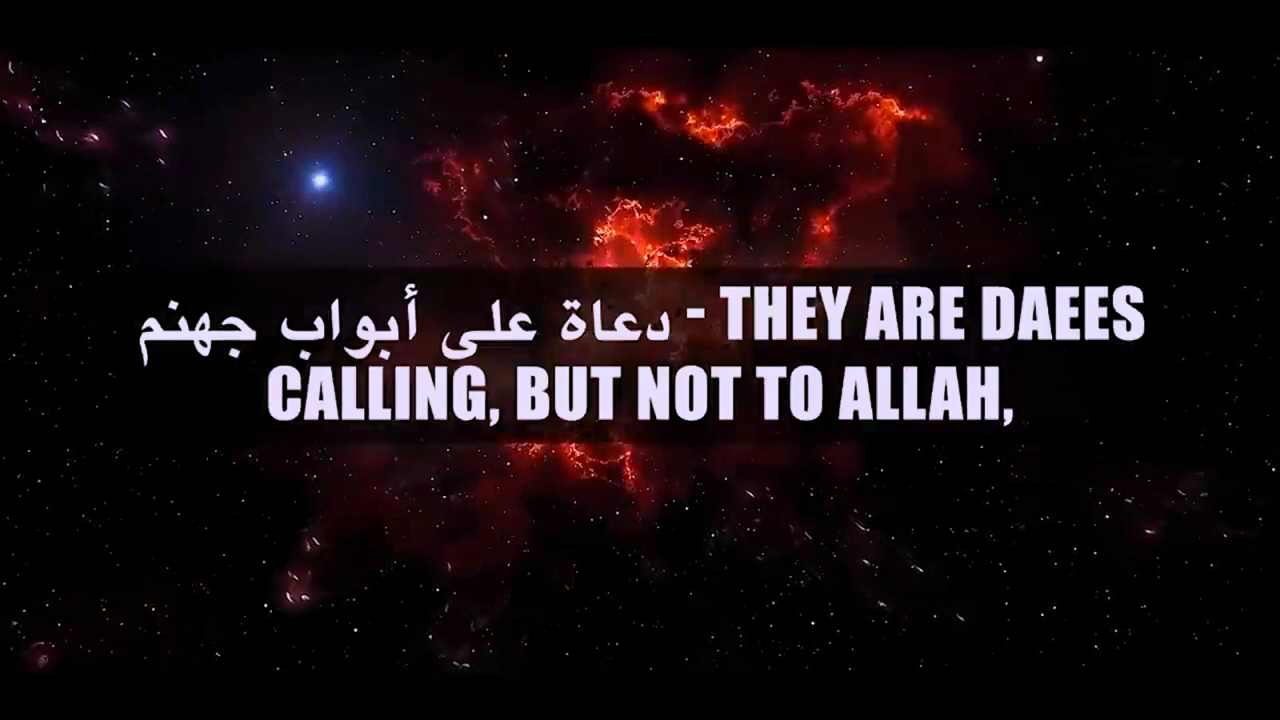 دعاة على أبواب جهنم - THEY ARE DAEES
CALLING, BUT NOT TO ALLAH,